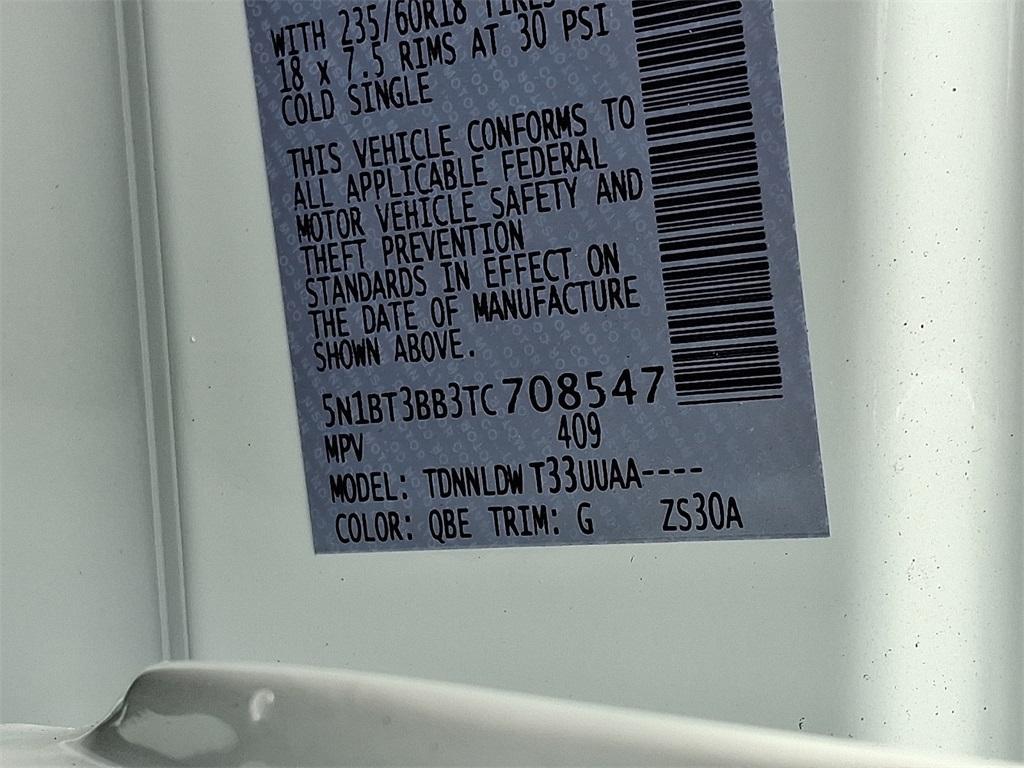 WITH 235/60R18 TIRES
18 x 7.5 RIMS AT 30 PSI
COLD SINGLE
THIS VEHICLE CONFORMS TO
ALL APPLICABLE FEDERAL
MOTOR VEHICLE SAFETY AND
THEFT PREVENTION
STANDARDS IN EFFECT ON
THE DATE OF MANUFACTURE
SHOWN ABOVE.
5N1BT3BB3TC708547
MPV 409
MODEL: TDNNLDW T33UUAA----
COLOR: QBE TRIM: G ZS30A